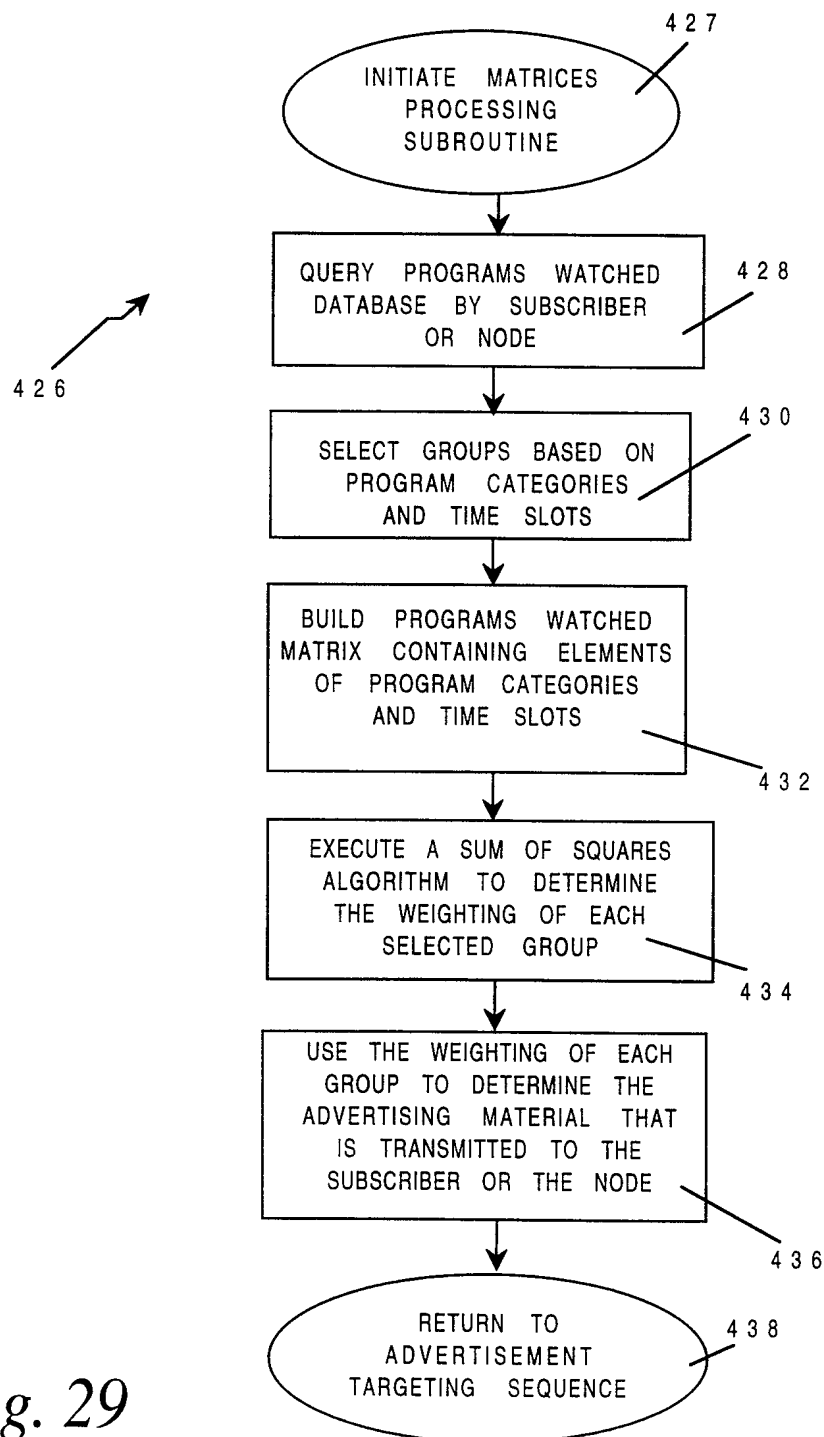 427
INITIATE MATRICES
PROCESSING
SUBROUTINE
QUERY PROGRAMS WATCHED
DATABASE BY SUBSCRIBER
OR NODE
428
426
SELECT GROUPS BASED ON
PROGRAM CATEGORIES
AND TIME SLOTS
430
BUILD PROGRAMS WATCHED
MATRIX CONTAINING ELEMENTS
OF PROGRAM CATEGORIES
AND TIME SLOTS
432
EXECUTE A SUM OF SQUARES
ALGORITHM TO DETERMINE
THE WEIGHTING OF EACH
SELECTED GROUP
434
USE THE WEIGHTING OF EACH
GROUP TO DETERMINE THE
ADVERTISING MATERIAL THAT
IS TRANSMITTED TO THE
SUBSCRIBER OR THE NODE
436
RETURN TO
ADVERTISEMENT
TARGETING SEQUENCE
438
g. 29